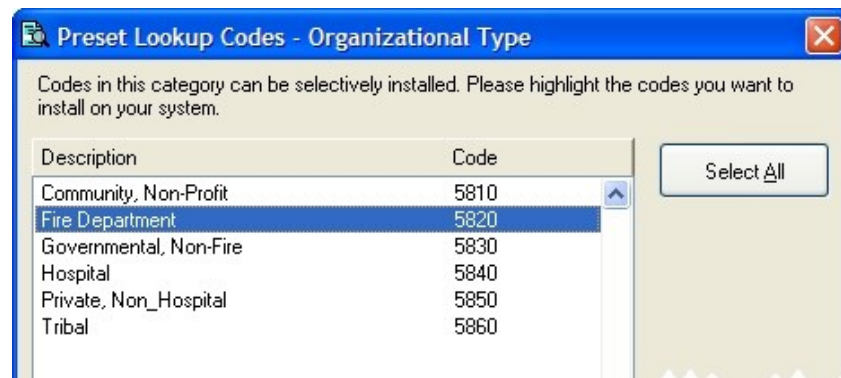 Preset Lookup Codes - Organizational Type
Codes in this category can be selectively installed. Please highlight the codes you want to
install on your system.
Description Code
Select All
Community, Non-Profit 5810
Fire Department 5820
Governmental, Non-Fire 5830
Hospital 5840
Private, Non_Hospital 5850
Tribal 5860